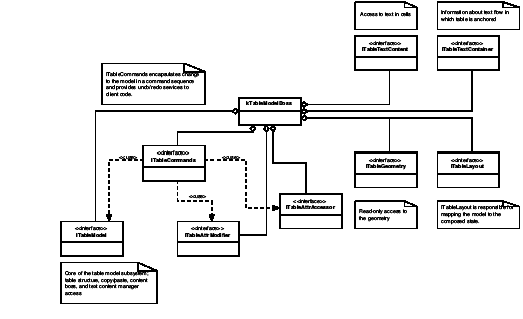 Access to text in cells
Information about text flow in
which table is anchored
<<Interface>>
ITableTextContent
<<Interface>>
ITableTextContainer
ITableCommands encapsulates change
to the model in a command sequence
and provides undo/redo services to
client code.
kTableModelBoss
<<Interface>>
ITableCommands
<<use>>
<<use>>
<<use>>
<<Interface>>
ITableGeometry
<<Interface>>
ITableLayout
<<Interface>>
ITableAttrAccessor
Read-only access to
the geometry
ITableLayout is responsible for
mapping the model to the
composed state.
<<Interface>>
ITableModel
<<Interface>>
ITableAttrModifier
Core of the table model subsystem;
table structure, copy/paste, content
boss, and text content manager
access